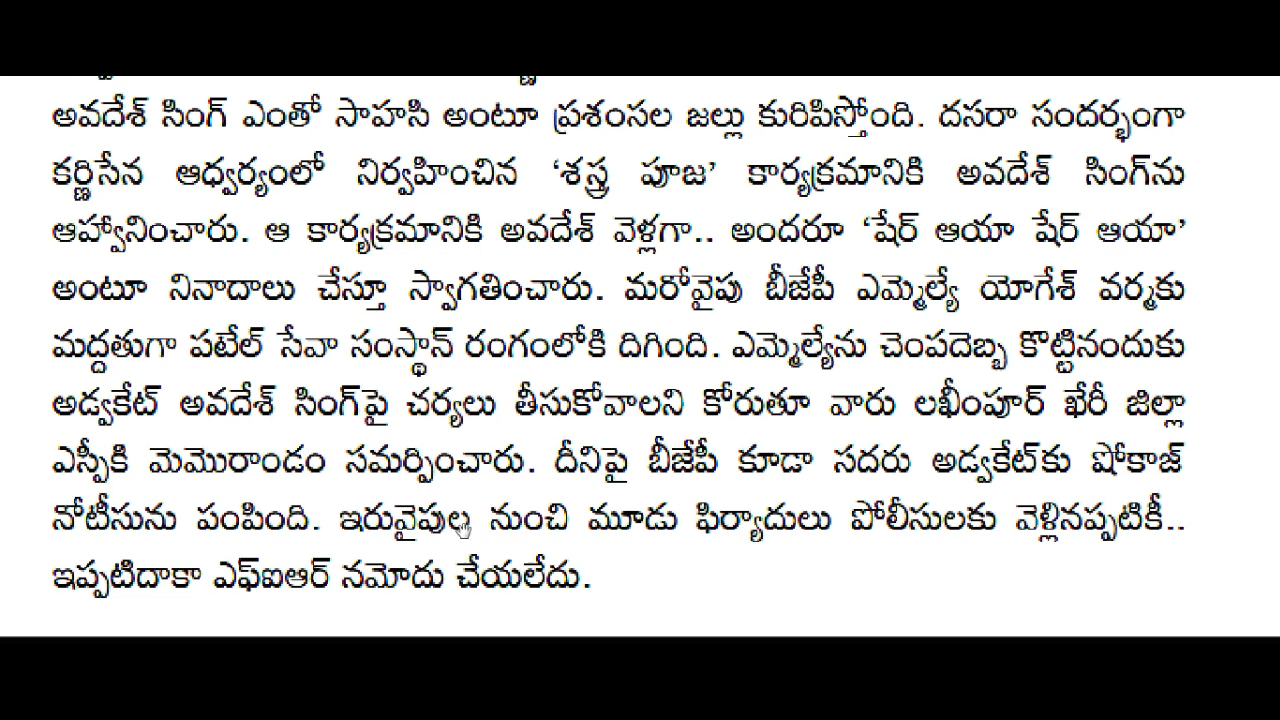 అవదేశ్ సింగ్ ఎంతో సాహసి అంటూ ప్రశంసల జల్లు కురిపిస్తోంది. దసరా సందర్భంగా
కర్ణిసేన ఆధ్వర్యంలో నిర్వహించిన ‘శస్త్ర పూజ’ కార్యక్రమానికి అవదేశ్ సింగ్‌ను
ఆహ్వానించారు. ఆ కార్యక్రమానికి అవదేశ్ వెళ్లగా.. అందరూ ‘షేర్ ఆయా షేర్ ఆయా’
అంటూ నినాదాలు చేస్తూ స్వాగతించారు. మరోవైపు బీజేపీ ఎమ్మెల్యే యోగేశ్ వర్మకు
మద్దతుగా పటేల్ సేవా సంస్థాన్ రంగంలోకి దిగింది. ఎమ్మెల్యేను చెంపదెబ్బ కొట్టినందుకు
అడ్వకేట్ అవదేశ్ సింగ్‌పై చర్యలు తీసుకోవాలని కోరుతూ వారు లఖీంపూర్ ఖేరీ జిల్లా
ఎస్పీకి మెమొరాండం సమర్పించారు. దీనిపై బీజేపీ కూడా సదరు అడ్వకేట్‌కు షోకాజ్
నోటీసును పంపింది. ఇరువైపుల నుంచి మూడు ఫిర్యాదులు పోలీసులకు వెళ్లినప్పటికీ..
ఇప్పటిదాకా ఎఫ్ఐఆర్ నమోదు చేయలేదు.